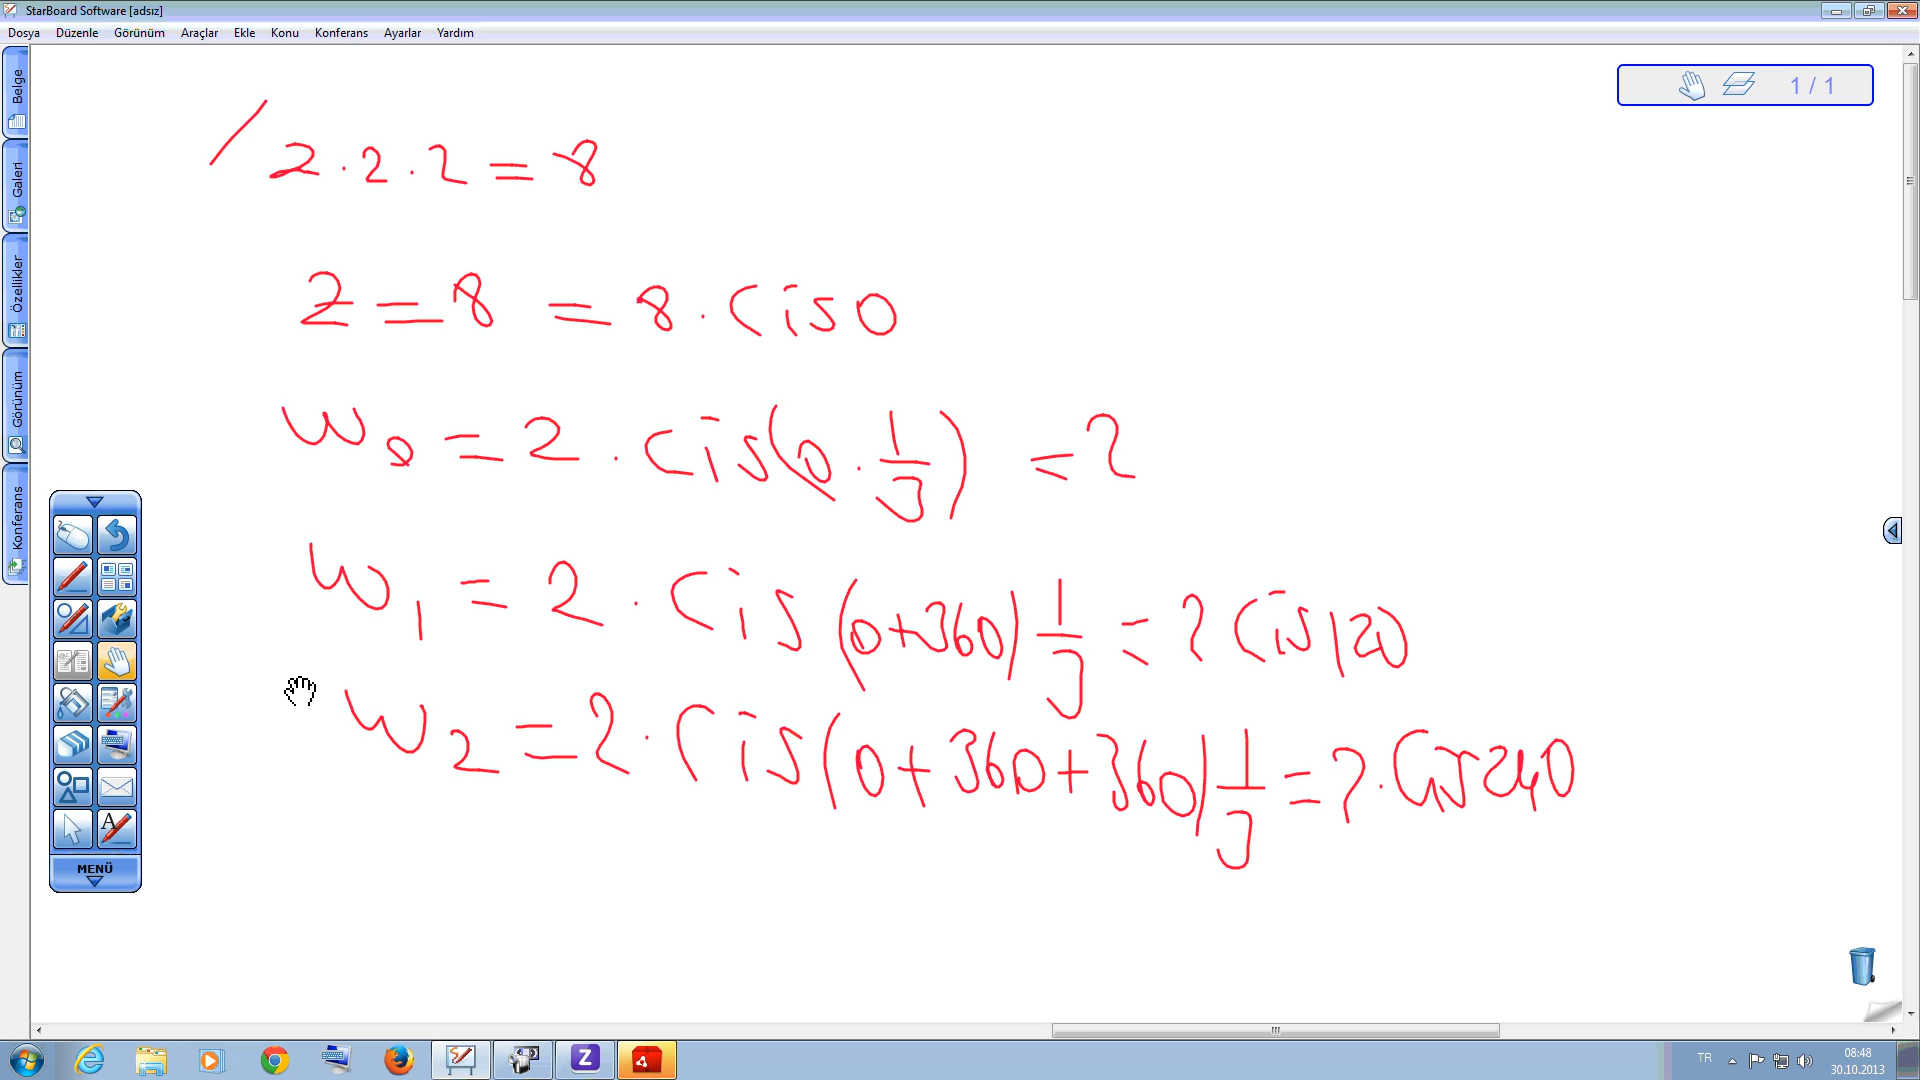 StarBoard Software [adsız]
Dosya Düzenle Görünüm Araçlar Ekle Konu Konferans Ayarlar Yardım
Belge
Galeri
Özellikler
Görünüm
Konferans
1 / 1
/ 2 . 2 . 2 = 8
z = 8 = 8 . cis 0
w₀ = 2 . cis(0 . 1/3) = 2
w₁ = 2 . cis(0+360) 1/3 = 2 cis 120
w₂ = 2 . cis(0+360+360) 1/3 = 2 . cis 240
MENÜ
TR
08:48
30.10.2013